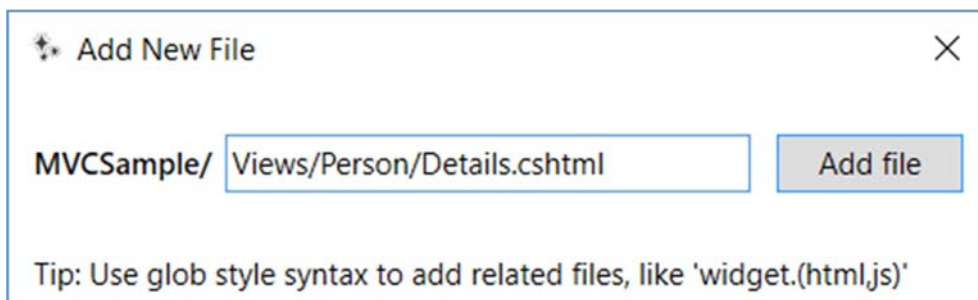 Add New File
MVCSample/ Views/Person/Details.cshtml Add file
Tip: Use glob style syntax to add related files, like 'widget.(html,js)'